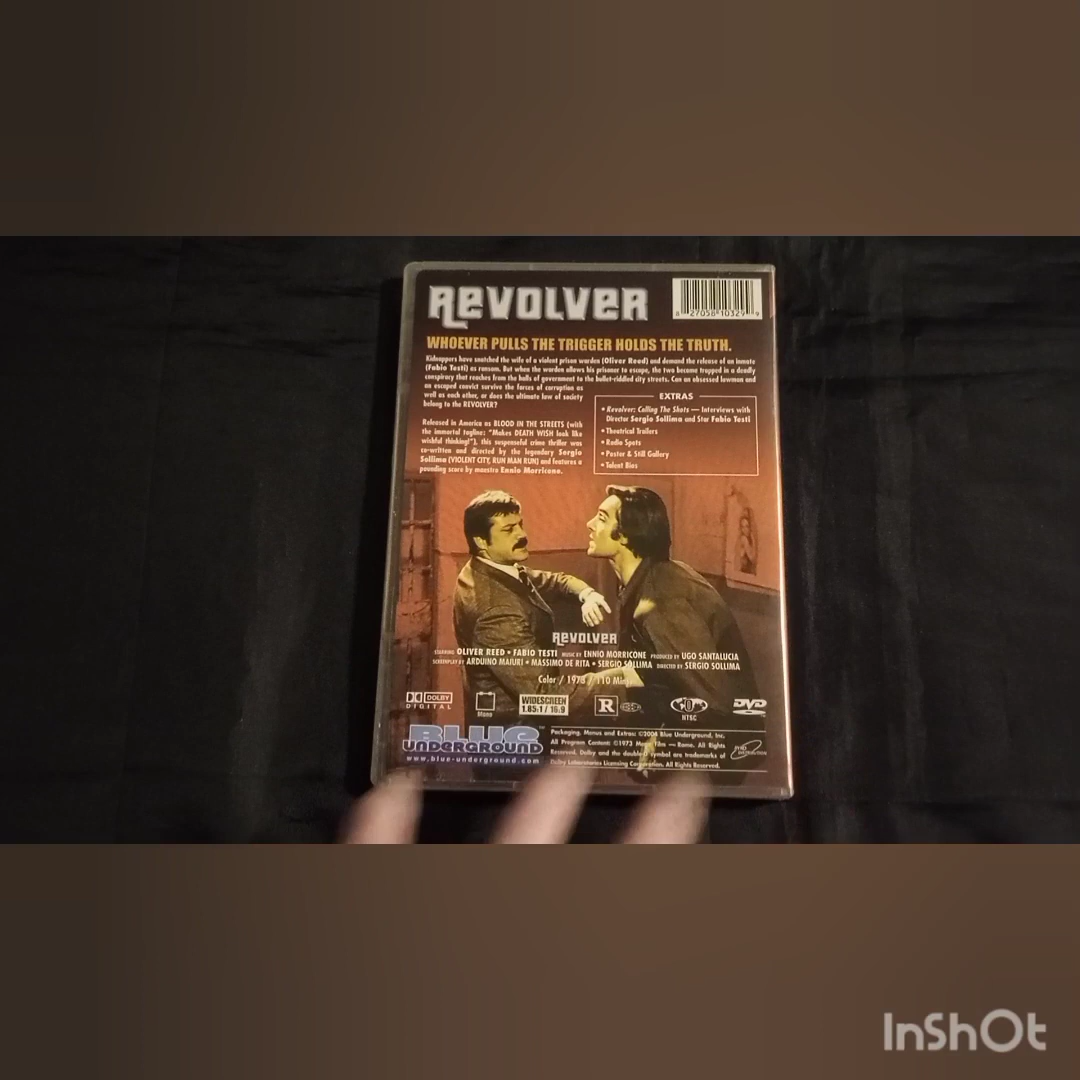 REVOLVER
8 27058 10329 9
WHOEVER PULLS THE TRIGGER HOLDS THE TRUTH.
Kidnappers have snatched the wife of a violent prison warden (Oliver Reed) and demand the release of an inmate
(Fabio Testi) as ransom. But when the warden allows his prisoner to escape, the two become trapped in a deadly
conspiracy that reaches from the halls of government to the bullet-riddled city streets. Can an obsessed lawman and
an escaped convict survive the forces of corruption as
well as each other, or does the ultimate law of society
belong to the REVOLVER?
Released in America as BLOOD IN THE STREETS (with
the immortal tagline: "Makes DEATH WISH look like
wishful thinking!"), this suspenseful crime thriller was
co-written and directed by the legendary Sergio
Sollima (VIOLENT CITY, RUN MAN RUN) and features a
pounding score by maestro Ennio Morricone.
EXTRAS
• Revolver: Calling The Shots — Interviews with
Director Sergio Sollima and Star Fabio Testi
• Theatrical Trailers
• Radio Spots
• Poster & Still Gallery
• Talent Bios
REVOLVER
STARRING OLIVER REED • FABIO TESTI MUSIC BY ENNIO MORRICONE PRODUCED BY UGO SANTALUCIA
SCREENPLAY BY ARDUINO MAIURI • MASSIMO DE RITA • SERGIO SOLLIMA DIRECTED BY SERGIO SOLLIMA
Color / 1973 / 110 Mins
DOLBY
DIGITAL
Mono
WIDESCREEN
1.85:1 / 16:9
R
NTSC
DVD
BLUE
UNDERGROUND
www.blue-underground.com
Packaging, Menus and Extras: ©2004 Blue Underground, Inc.
All Program Content: ©1973 Mega Film — Rome. All Rights
Reserved. Dolby and the double-D symbol are trademarks of
Dolby Laboratories Licensing Corporation. All Rights Reserved.
InShOt